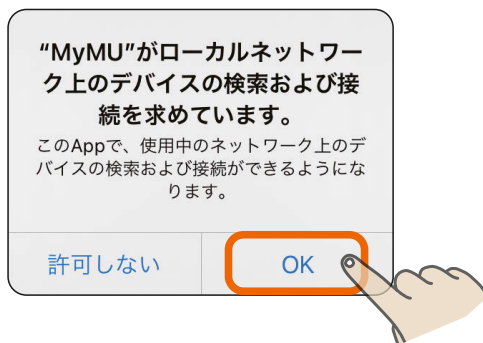 “MyMU”がローカルネットワー
ク上のデバイスの検索および接
続を求めています。
このAppで、使用中のネットワーク上のデ
バイスの検索および接続ができるようにな
ります。
許可しない
OK